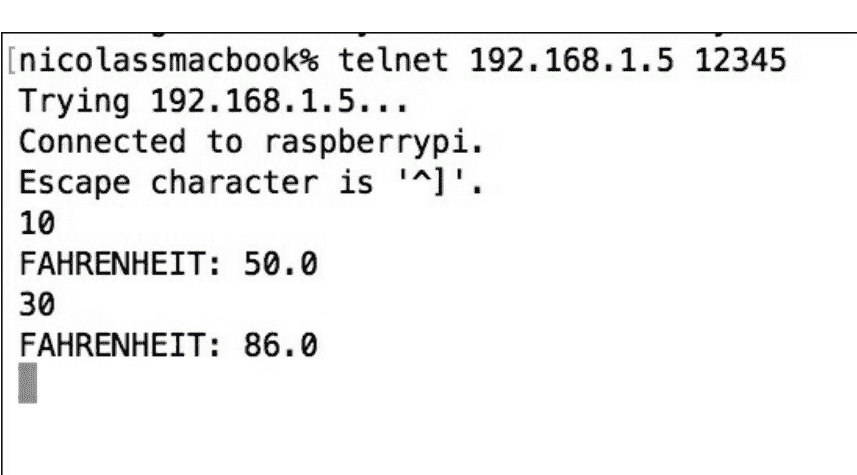 [nicolassmacbook% telnet 192.168.1.5 12345
Trying 192.168.1.5...
Connected to raspberrypi.
Escape character is '^]'.
10
FAHRENHEIT: 50.0
30
FAHRENHEIT: 86.0